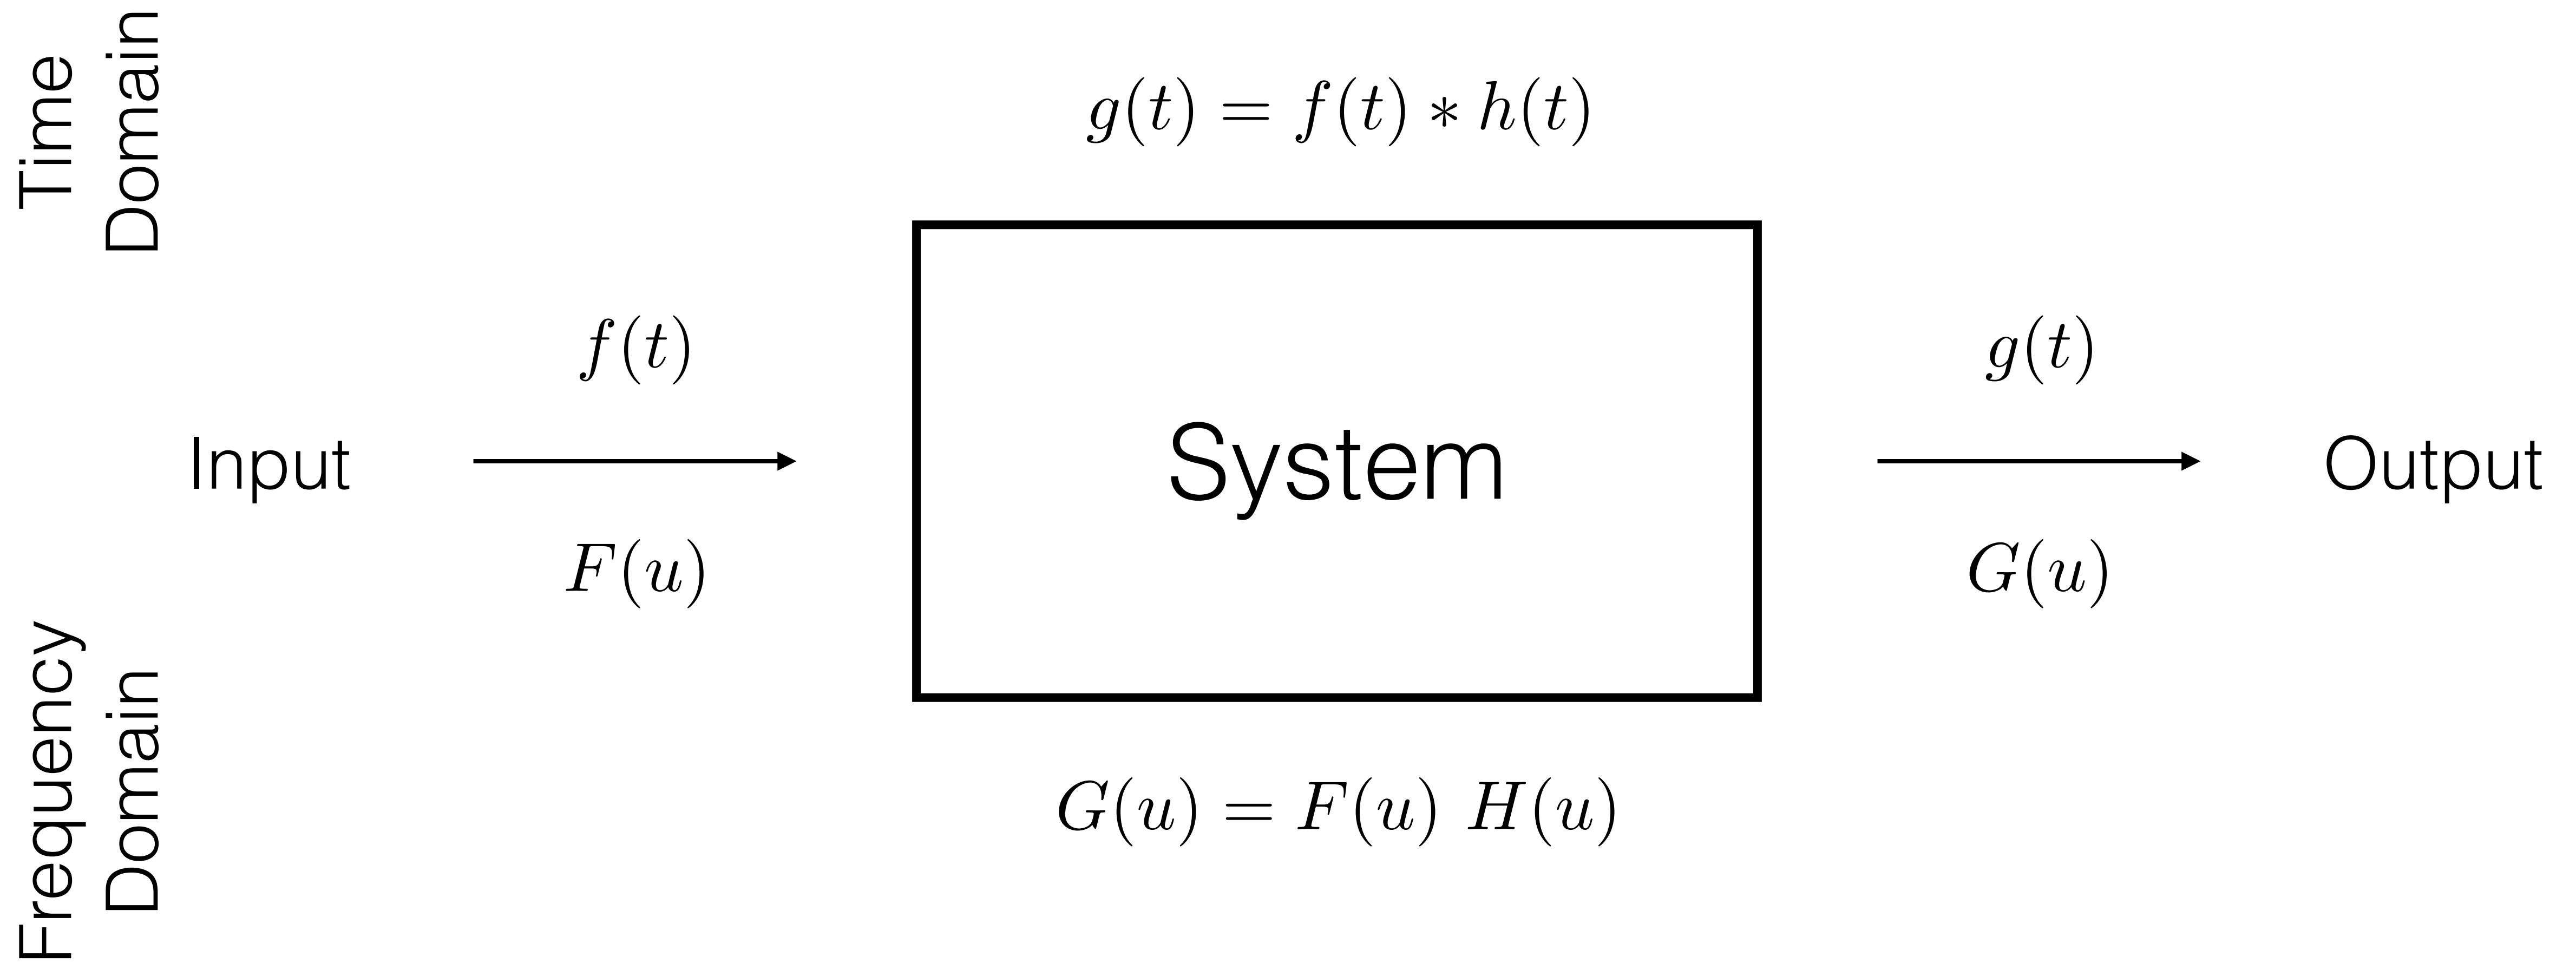 Time
Domain
g(t) = f(t) * h(t)
f(t)
g(t)
Input
System
Output
F(u)
G(u)
Frequency
Domain
G(u) = F(u) H(u)